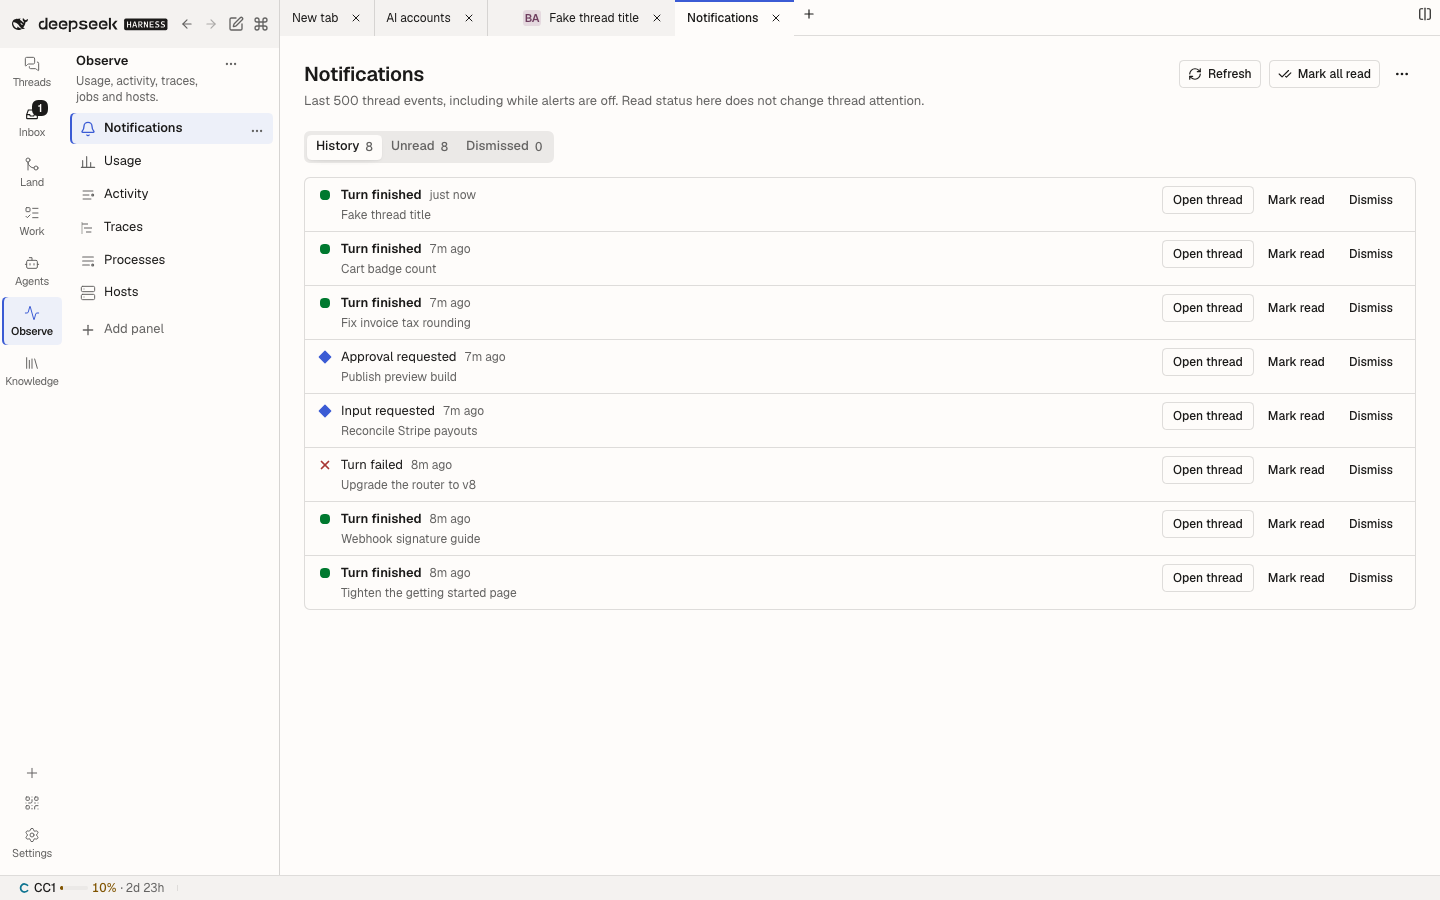 deepseek HARNESS
New tab
AI accounts
BA Fake thread title
Notifications
Threads
1
Inbox
Land
Work
Agents
Observe
Knowledge
Settings
Observe
Usage, activity, traces,
jobs and hosts.
Notifications
Usage
Activity
Traces
Processes
Hosts
Add panel
Notifications
Last 500 thread events, including while alerts are off. Read status here does not change thread attention.
Refresh
Mark all read
History 8
Unread 8
Dismissed 0
Turn finished just now
Fake thread title
Open thread Mark read Dismiss
Turn finished 7m ago
Cart badge count
Open thread Mark read Dismiss
Turn finished 7m ago
Fix invoice tax rounding
Open thread Mark read Dismiss
Approval requested 7m ago
Publish preview build
Open thread Mark read Dismiss
Input requested 7m ago
Reconcile Stripe payouts
Open thread Mark read Dismiss
Turn failed 8m ago
Upgrade the router to v8
Open thread Mark read Dismiss
Turn finished 8m ago
Webhook signature guide
Open thread Mark read Dismiss
Turn finished 8m ago
Tighten the getting started page
Open thread Mark read Dismiss
C CC1 10% · 2d 23h